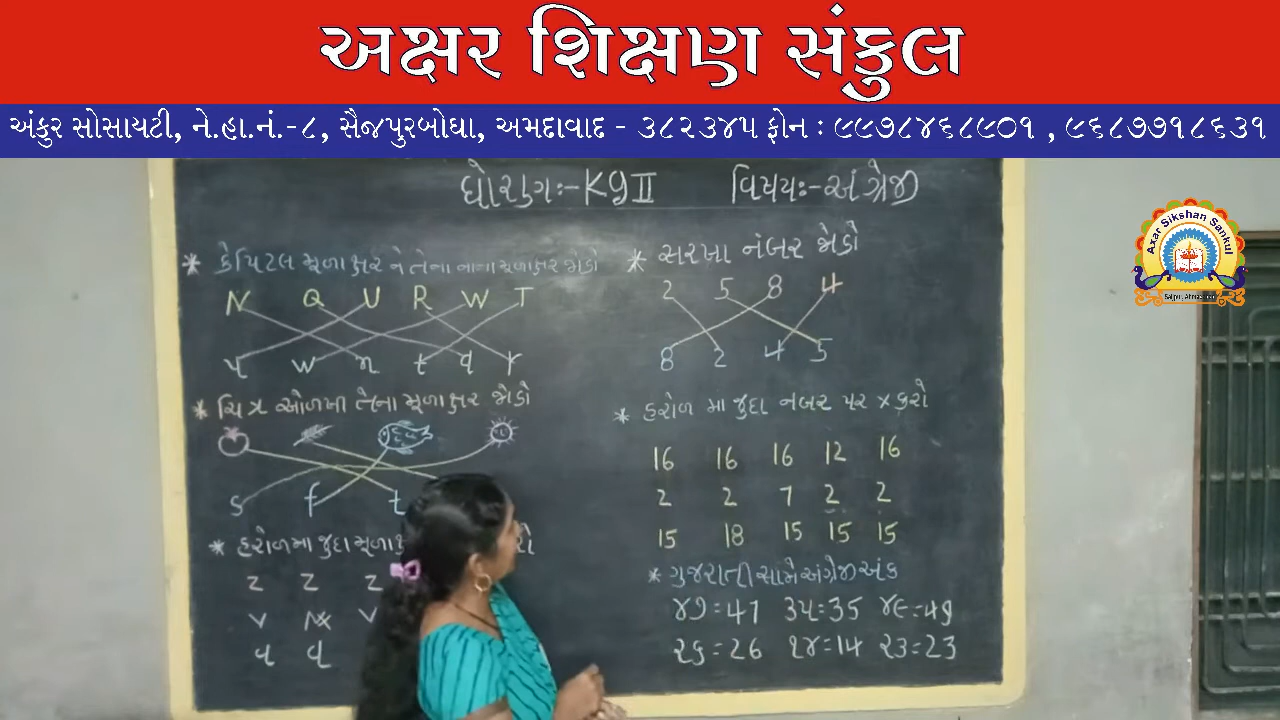 અક્ષર શિક્ષણ સંકુલ
અંકુર સોસાયટી, ને.હા.નં.-૮, સૈજપુરબોઘા, અમદાવાદ - ૩૮૨૩૪૫ ફોન : ૯૯૭૮૪૬૮૯૦૧ , ૯૬૮૭૭૧૮૬૩૧
Axar Sikshan Sankul
ધોરણઃ- KG II વિષયઃ- અંગ્રેજી
* કેપિટલ મૂળાક્ષર ને તેના નાના મૂળાક્ષર જોડો
N Q U R W T
u w n t q r
* ચિત્ર ઓળખી તેના મૂળાક્ષર જોડો
s f t
* હરોળમા જુદા
z z z
v x v
q q
* સરખા નંબર જોડો
2 5 8 4
8 2 4 5
* હરોળ માં જુદા નંબર પર × કરો
16 16 16 12 16
2 2 7 2 2
15 18 15 15 15
* ગુજરાતી સામે અંગ્રેજી અંક
૪૭=47 ૩૫=35 ૪૯=49
૨૬=26 ૧૪=14 ૨૩=23